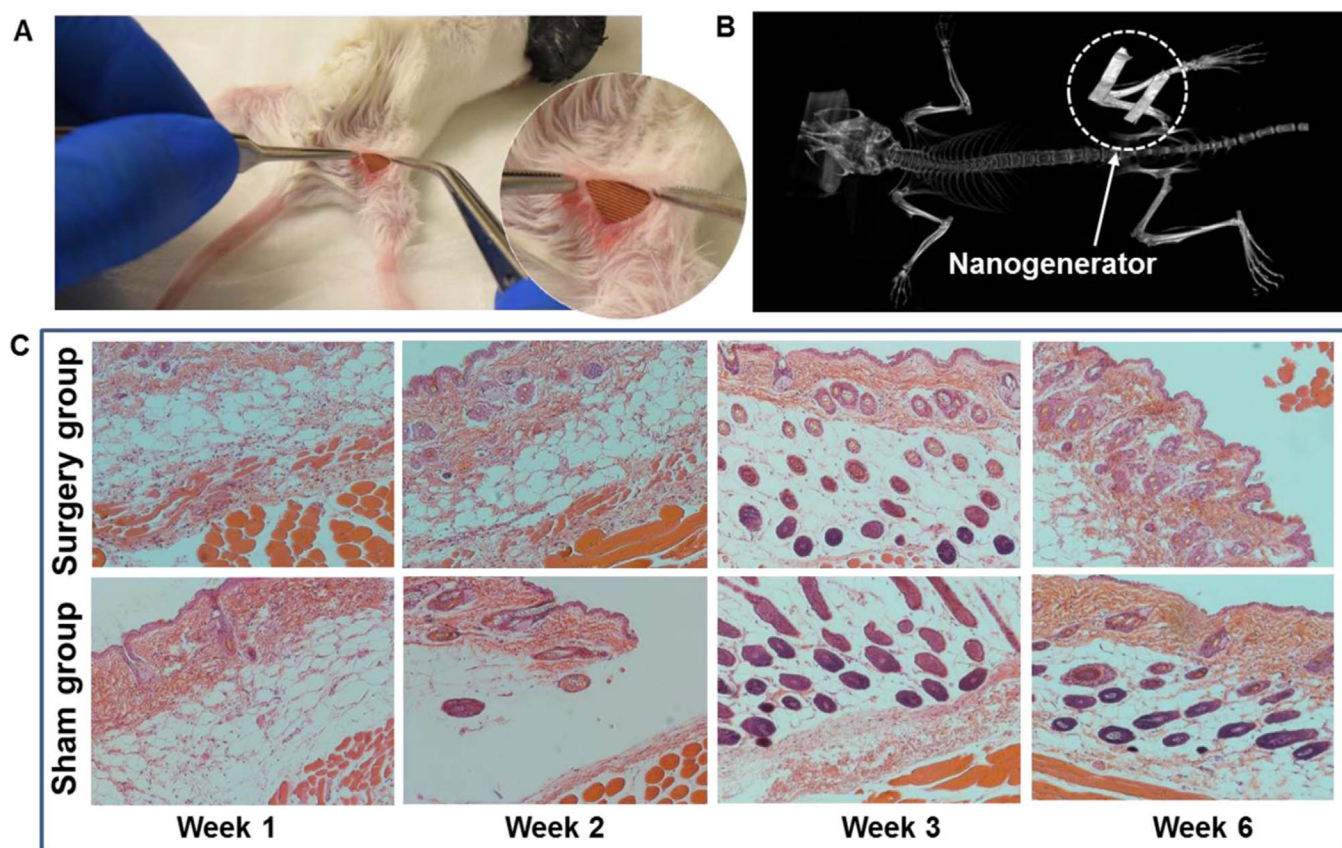 A
B
Nanogenerator
C
Surgery group
Sham group
Week 1
Week 2
Week 3
Week 6